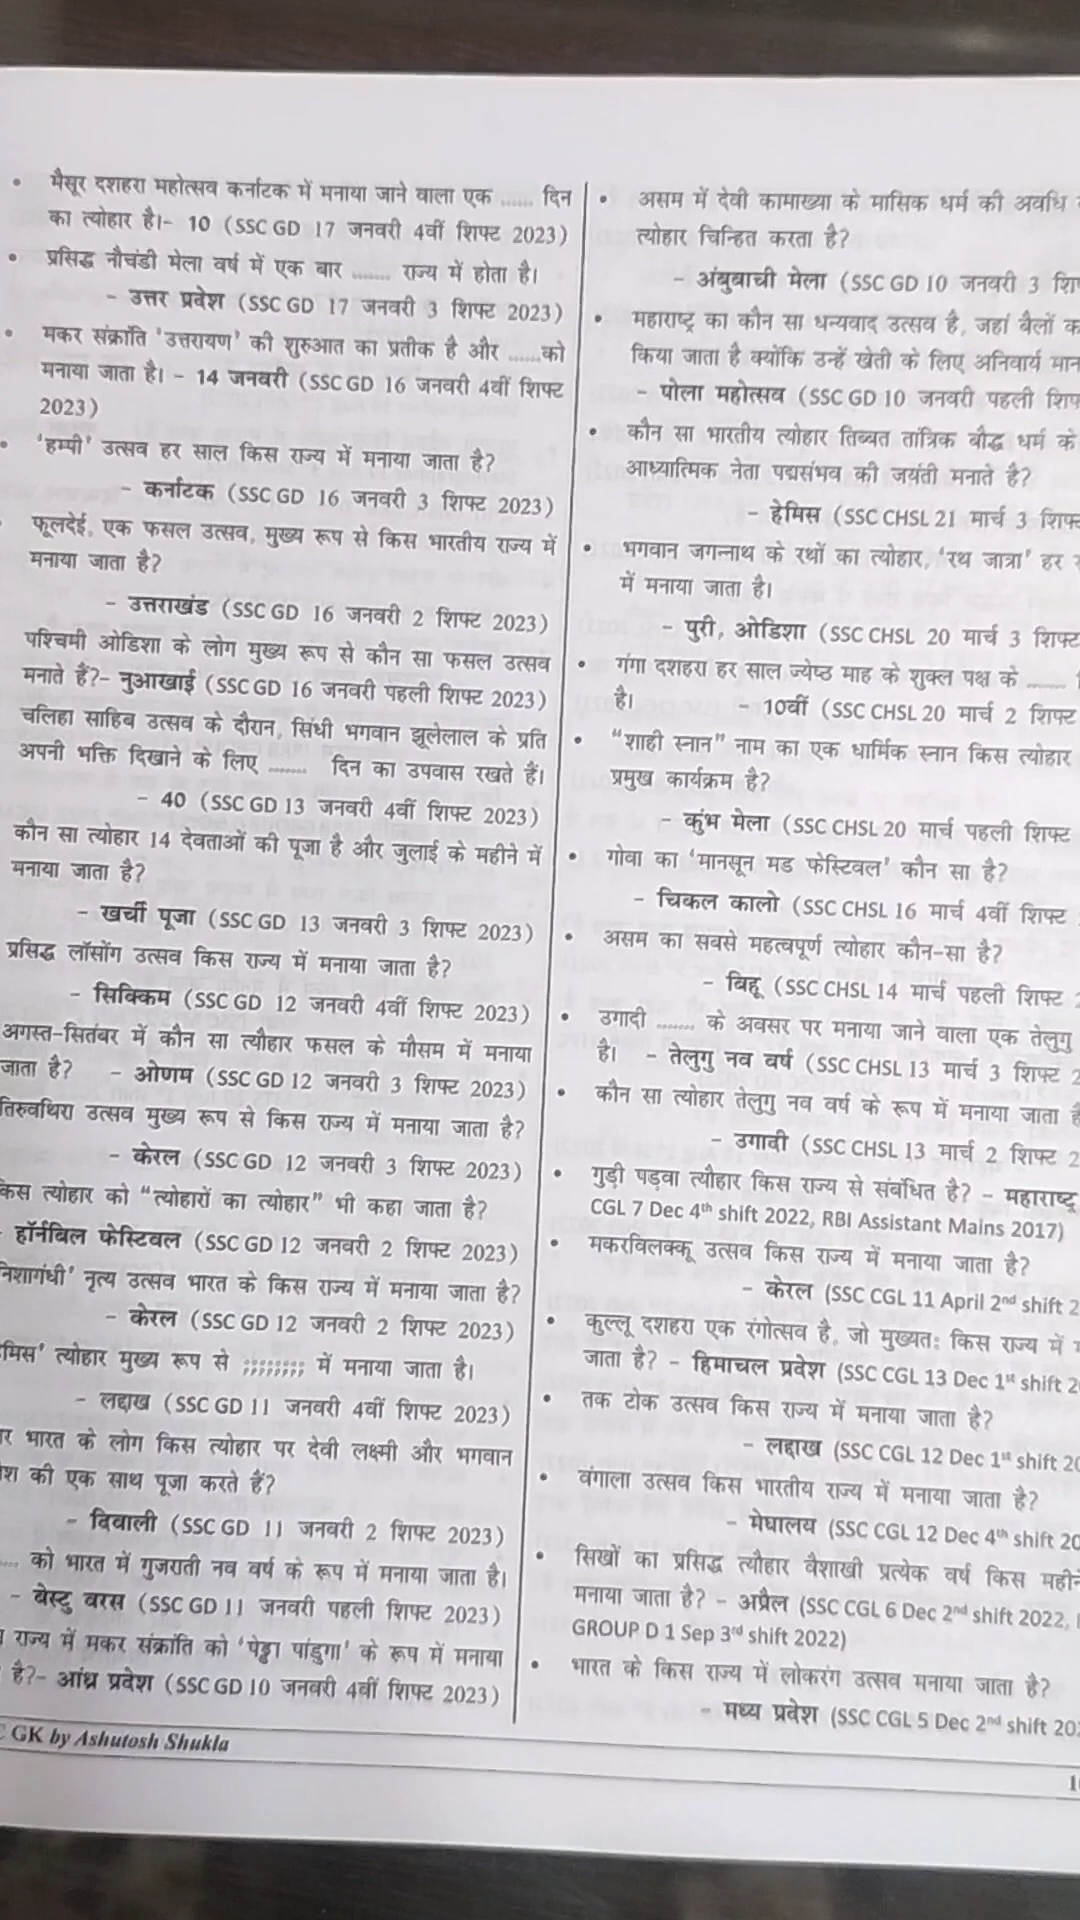 मैसूर दशहरा महोत्सव कर्नाटक में मनाया जाने वाला एक ...... दिन
का त्योहार है।- 10 (SSC GD 17 जनवरी 4वीं शिफ्ट 2023)
प्रसिद्ध नौचंडी मेला वर्ष में एक बार ....... राज्य में होता है।
- उत्तर प्रवेश (SSC GD 17 जनवरी 3 शिफ्ट 2023)
मकर संक्रांति 'उत्तरायण' की शुरुआत का प्रतीक है और ......को
मनाया जाता है। - 14 जनवरी (SSC GD 16 जनवरी 4वीं शिफ्ट
2023)
'हम्पी' उत्सव हर साल किस राज्य में मनाया जाता है?
- कर्नाटक (SSC GD 16 जनवरी 3 शिफ्ट 2023)
फूलदेई, एक फसल उत्सव, मुख्य रूप से किस भारतीय राज्य में
मनाया जाता है?
- उत्तराखंड (SSC GD 16 जनवरी 2 शिफ्ट 2023)
पश्चिमी ओडिशा के लोग मुख्य रूप से कौन सा फसल उत्सव
मनाते हैं?- नुआखाई (SSC GD 16 जनवरी पहली शिफ्ट 2023)
चलिहा साहिब उत्सव के दौरान, सिंधी भगवान झूलेलाल के प्रति
अपनी भक्ति दिखाने के लिए ....... दिन का उपवास रखते हैं।
- 40 (SSC GD 13 जनवरी 4वीं शिफ्ट 2023)
कौन सा त्योहार 14 देवताओं की पूजा है और जुलाई के महीने में
मनाया जाता है?
- खर्ची पूजा (SSC GD 13 जनवरी 3 शिफ्ट 2023)
प्रसिद्ध लॉसोंग उत्सव किस राज्य में मनाया जाता है?
- सिक्किम (SSC GD 12 जनवरी 4वीं शिफ्ट 2023)
अगस्त-सितंबर में कौन सा त्यौहार फसल के मौसम में मनाया
जाता है? - ओणम (SSC GD 12 जनवरी 3 शिफ्ट 2023)
तिरुवथिरा उत्सव मुख्य रूप से किस राज्य में मनाया जाता है?
- केरल (SSC GD 12 जनवरी 3 शिफ्ट 2023)
किस त्योहार को "त्योहारों का त्योहार" भी कहा जाता है?
- हॉर्नबिल फेस्टिवल (SSC GD 12 जनवरी 2 शिफ्ट 2023)
निशागंधी' नृत्य उत्सव भारत के किस राज्य में मनाया जाता है?
- केरल (SSC GD 12 जनवरी 2 शिफ्ट 2023)
मिस' त्योहार मुख्य रूप से ;;;;;;;;; में मनाया जाता है।
- लद्दाख (SSC GD 11 जनवरी 4वीं शिफ्ट 2023)
र भारत के लोग किस त्योहार पर देवी लक्ष्मी और भगवान
श की एक साथ पूजा करते हैं?
- दिवाली (SSC GD 11 जनवरी 2 शिफ्ट 2023)
.... को भारत में गुजराती नव वर्ष के रूप में मनाया जाता है।
- बेस्टु वरस (SSC GD 11 जनवरी पहली शिफ्ट 2023)
राज्य में मकर संक्रांति को 'पेड्डा पांडुगा' के रूप में मनाया
है?- आंध्र प्रवेश (SSC GD 10 जनवरी 4वीं शिफ्ट 2023)
असम में देवी कामाख्या के मासिक धर्म की अवधि
त्योहार चिन्हित करता है?
- अंबुबाची मेला (SSC GD 10 जनवरी 3 शि
महाराष्ट्र का कौन सा धन्यवाद उत्सव है, जहां बैलों क
किया जाता है क्योंकि उन्हें खेती के लिए अनिवार्य मान
- पोला महोत्सव (SSC GD 10 जनवरी पहली शिफ
कौन सा भारतीय त्योहार तिब्बत तांत्रिक बौद्ध धर्म के
आध्यात्मिक नेता पद्मसंभव की जयंती मनाते है?
- हेमिस (SSC CHSL 21 मार्च 3 शिफ्ट
भगवान जगन्नाथ के रथों का त्योहार, 'रथ जात्रा' हर
में मनाया जाता है।
- पुरी, ओडिशा (SSC CHSL 20 मार्च 3 शिफ्ट
गंगा दशहरा हर साल ज्येष्ठ माह के शुक्ल पक्ष के .......
है। - 10वीं (SSC CHSL 20 मार्च 2 शिफ्ट
"शाही स्नान" नाम का एक धार्मिक स्नान किस त्योहार
प्रमुख कार्यक्रम है?
- कुंभ मेला (SSC CHSL 20 मार्च पहली शिफ्ट
गोवा का 'मानसून मड फेस्टिवल' कौन सा है?
- चिकल कालो (SSC CHSL 16 मार्च 4वीं शिफ्ट
असम का सबसे महत्वपूर्ण त्योहार कौन-सा है?
- बिहू (SSC CHSL 14 मार्च पहली शिफ्ट
उगादी ....... के अवसर पर मनाया जाने वाला एक तेलुगु
है। - तेलुगु नव वर्ष (SSC CHSL 13 मार्च 3 शिफ्ट 2
कौन सा त्योहार तेलुगु नव वर्ष के रूप में मनाया जाता है
- उगादी (SSC CHSL 13 मार्च 2 शिफ्ट 2
गुड़ी पड़वा त्यौहार किस राज्य से संबंधित है? - महाराष्ट्र
CGL 7 Dec 4th shift 2022, RBI Assistant Mains 2017)
मकरविलक्कू उत्सव किस राज्य में मनाया जाता है?
- केरल (SSC CGL 11 April 2nd shift 2
कुल्लू दशहरा एक रंगोत्सव है, जो मुख्यत: किस राज्य में
जाता है? - हिमाचल प्रवेश (SSC CGL 13 Dec 1st shift 2
तक टोक उत्सव किस राज्य में मनाया जाता है?
- लद्दाख (SSC CGL 12 Dec 1st shift 20
वंगाला उत्सव किस भारतीय राज्य में मनाया जाता है?
- मेघालय (SSC CGL 12 Dec 4th shift 20
सिखों का प्रसिद्ध त्यौहार वैशाखी प्रत्येक वर्ष किस महीन
मनाया जाता है? - अप्रैल (SSC CGL 6 Dec 2nd shift 2022,
GROUP D 1 Sep 3rd shift 2022)
भारत के किस राज्य में लोकरंग उत्सव मनाया जाता है?
- मध्य प्रवेश (SSC CGL 5 Dec 2nd shift 20
GK by Ashutosh Shukla